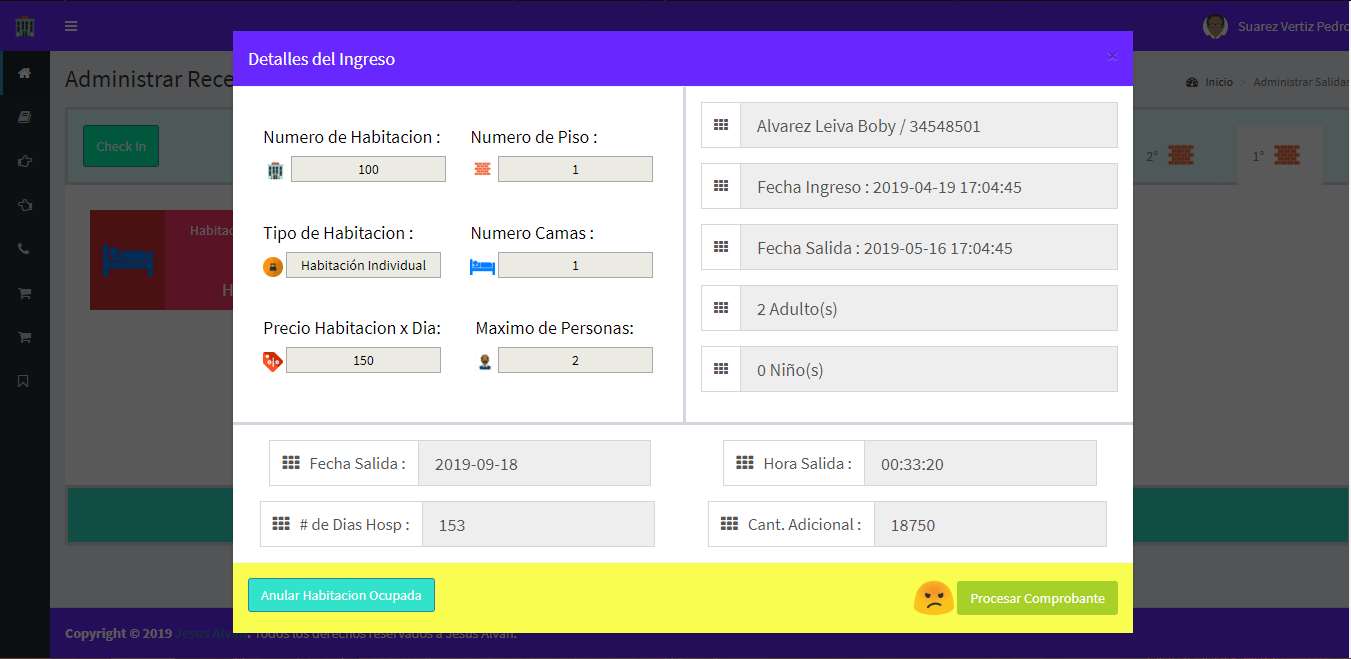 Suarez Vertiz Pedro
Administrar Rece
Inicio > Administrar Salidas
Check In
2°
1°
Habitac
H
Detalles del Ingreso
×
Numero de Habitacion :
Numero de Piso :
100
1
Tipo de Habitacion :
Numero Camas :
Habitación Individual
1
Precio Habitacion x Dia:
Maximo de Personas:
150
2
Alvarez Leiva Boby / 34548501
Fecha Ingreso : 2019-04-19 17:04:45
Fecha Salida : 2019-05-16 17:04:45
2 Adulto(s)
0 Niño(s)
Fecha Salida :
2019-09-18
Hora Salida :
00:33:20
# de Dias Hosp :
153
Cant. Adicional :
18750
Anular Habitacion Ocupada
Procesar Comprobante
Copyright © 2019 Jesus Alvan. Todos los derechos reservados a Jesus Alvan.